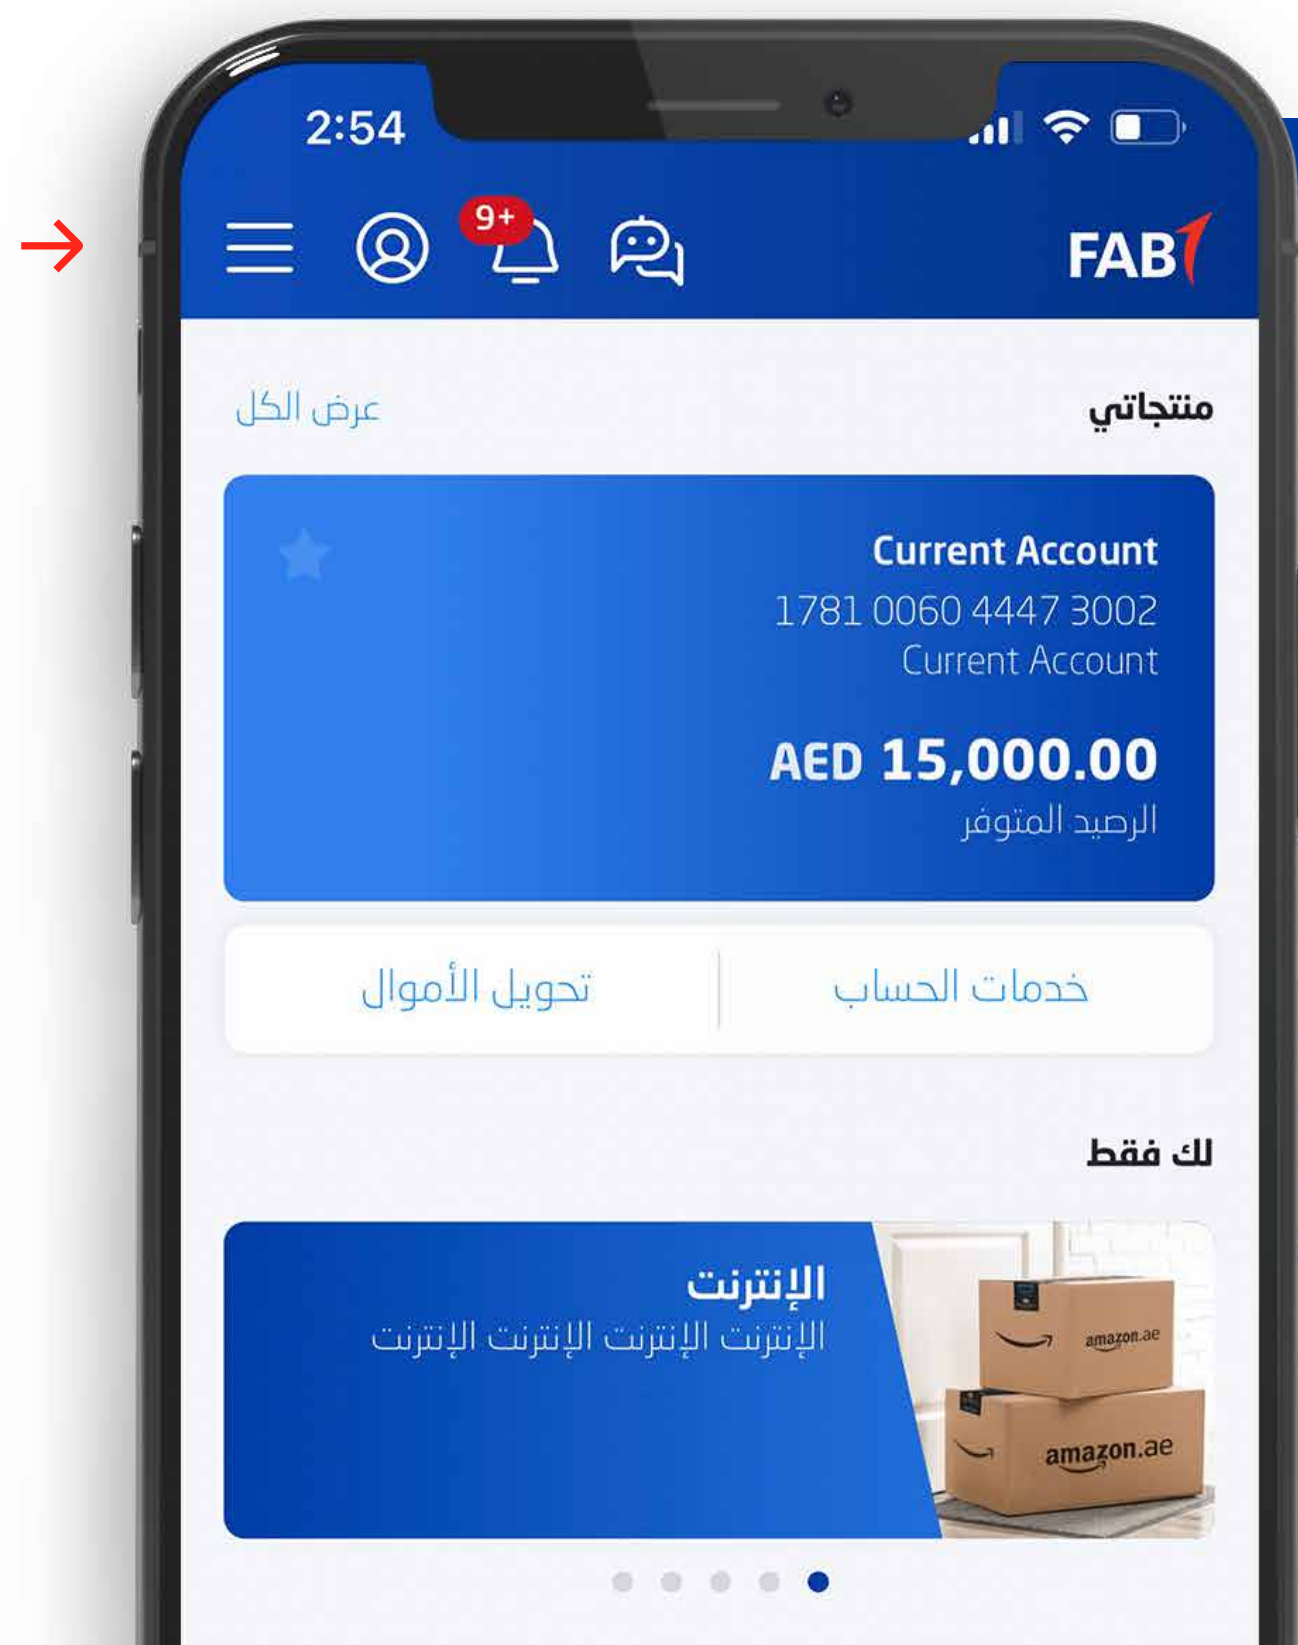 2:54
9+
FAB
منتجاتي
عرض الكل
Current Account
1781 0060 4447 3002
Current Account
AED 15,000.00
الرصيد المتوفر
خدمات الحساب
تحويل الأموال
لك فقط
الإنترنت
الإنترنت الإنترنت الإنترنت الإنترنت
amazon.ae
amazon.ae